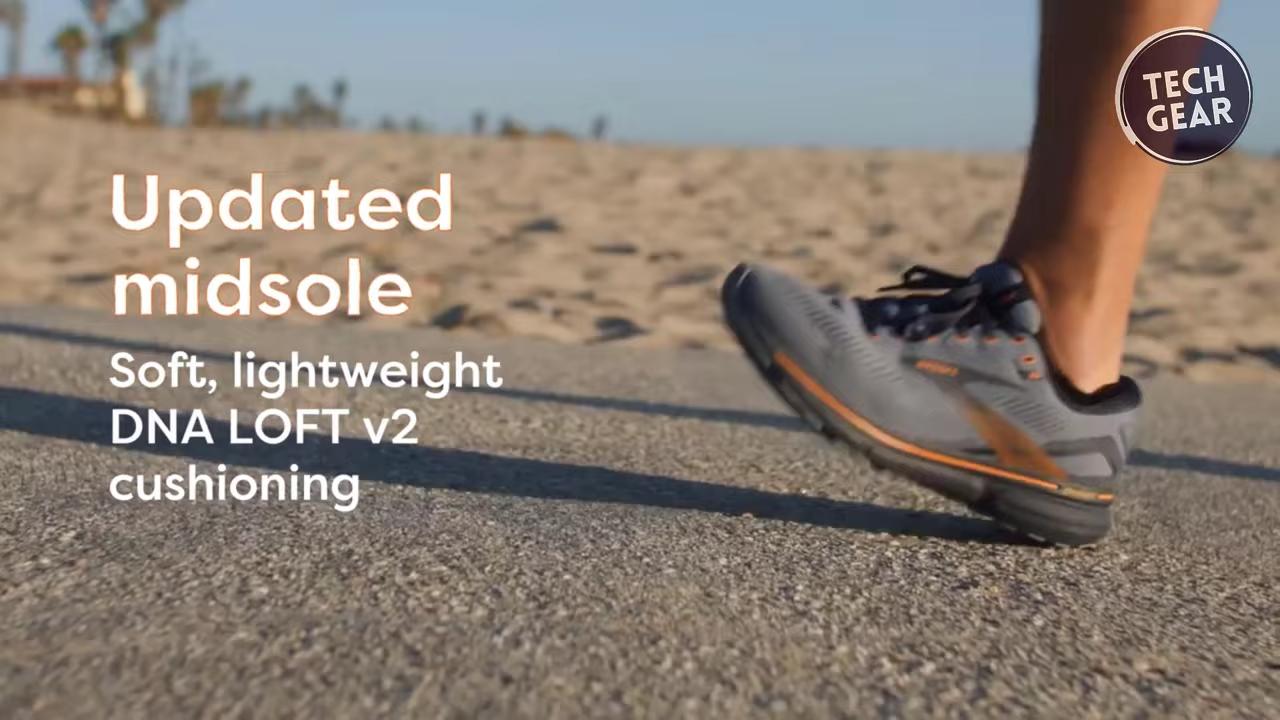 TECH
GEAR
Updated
midsole
Soft, lightweight
DNA LOFT v2
cushioning